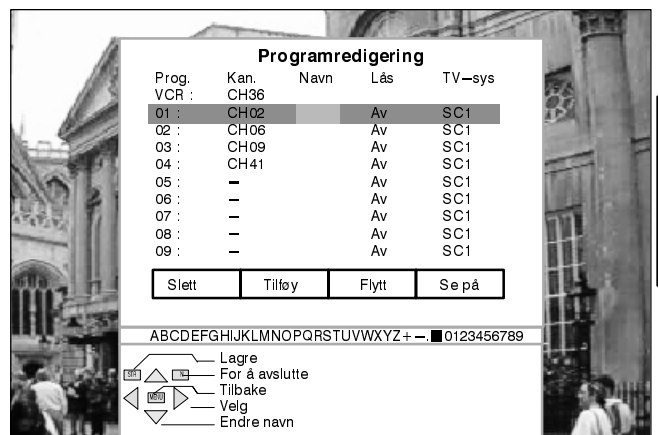 Programredigering
Prog. Kan. Navn Lås TV–sys
VCR : CH36
01 : CH02 Av SC1
02 : CH06 Av SC1
03 : CH09 Av SC1
04 : CH41 Av SC1
05 : – Av SC1
06 : – Av SC1
07 : – Av SC1
08 : – Av SC1
09 : – Av SC1
Slett Tilføy Flytt Se på
ABCDEFGHIJKLMNOPQRSTUVWXYZ+–.■0123456789
Lagre
För å avslutte
Tilbake
MENU
Velg
Endre navn